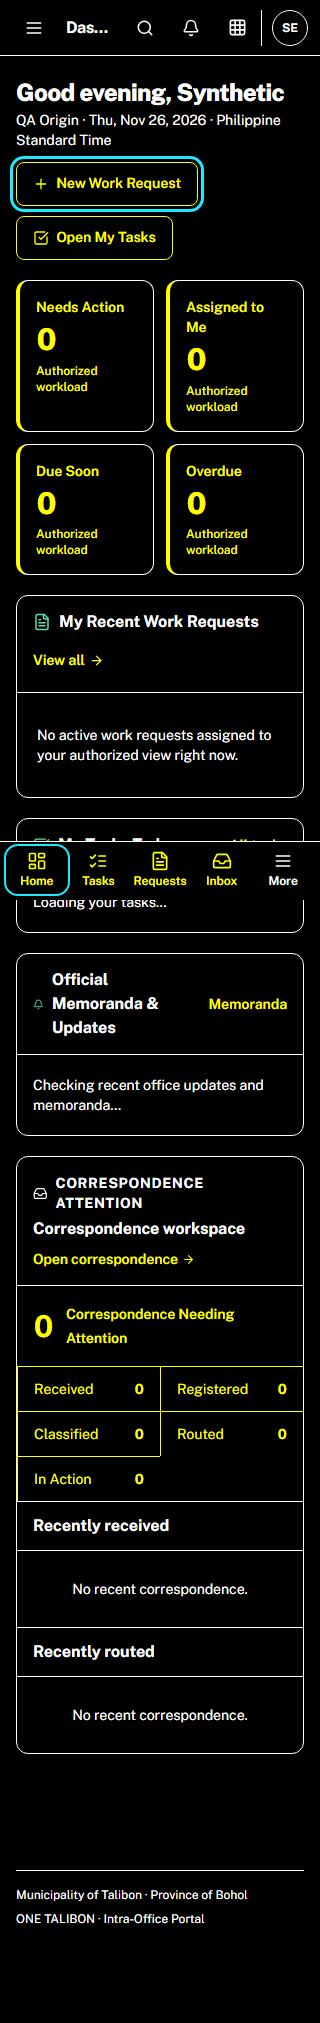 Das...
SE
Good evening, Synthetic
QA Origin · Thu, Nov 26, 2026 · Philippine
Standard Time
New Work Request
Open My Tasks
Needs Action
0
Authorized
workload
Assigned to
Me
0
Authorized
workload
Due Soon
0
Authorized
workload
Overdue
0
Authorized
workload
My Recent Work Requests
View all
No active work requests assigned to
your authorized view right now.
Home
Tasks
Requests
Inbox
More
Loading your tasks...
Official
Memoranda &
Updates
Memoranda
Checking recent office updates and
memoranda...
CORRESPONDENCE
ATTENTION
Correspondence workspace
Open correspondence
0
Correspondence Needing
Attention
Received 0
Registered 0
Classified 0
Routed 0
In Action 0
Recently received
No recent correspondence.
Recently routed
No recent correspondence.
Municipality of Talibon · Province of Bohol
ONE TALIBON · Intra-Office Portal